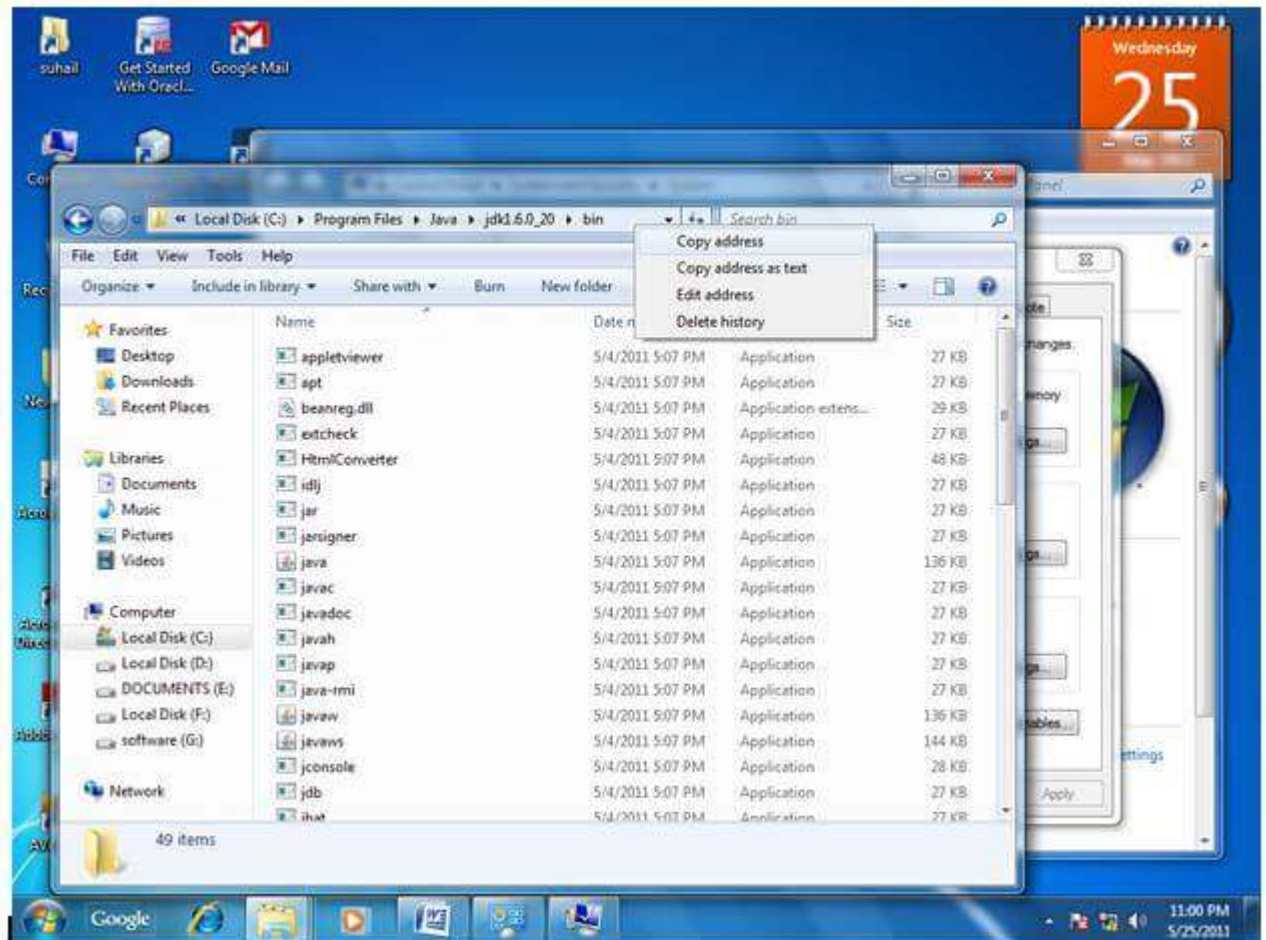 suhail
Get Started
With Oracl...
Google Mail
Wednesday
25
« Local Disk (C:) ▸ Program Files ▸ Java ▸ jdk1.6.0_20 ▸ bin
Search bin
File Edit View Tools Help
Organize Include in library Share with Burn New folder
Copy address
Copy address as text
Edit address
Delete history
Favorites
Desktop
Downloads
Recent Places
Libraries
Documents
Music
Pictures
Videos
Computer
Local Disk (C:)
Local Disk (D:)
DOCUMENTS (E:)
Local Disk (F:)
software (G:)
Network
Name Size
appletviewer 5/4/2011 5:07 PM Application 27 KB
apt 5/4/2011 5:07 PM Application 27 KB
beanreg.dll 5/4/2011 5:07 PM Application extens... 29 KB
extcheck 5/4/2011 5:07 PM Application 27 KB
HtmlConverter 5/4/2011 5:07 PM Application 48 KB
idlj 5/4/2011 5:07 PM Application 27 KB
jar 5/4/2011 5:07 PM Application 27 KB
jarsigner 5/4/2011 5:07 PM Application 27 KB
java 5/4/2011 5:07 PM Application 136 KB
javac 5/4/2011 5:07 PM Application 27 KB
javadoc 5/4/2011 5:07 PM Application 27 KB
javah 5/4/2011 5:07 PM Application 27 KB
javap 5/4/2011 5:07 PM Application 27 KB
java-rmi 5/4/2011 5:07 PM Application 27 KB
javaw 5/4/2011 5:07 PM Application 136 KB
javaws 5/4/2011 5:07 PM Application 144 KB
jconsole 5/4/2011 5:07 PM Application 28 KB
jdb 5/4/2011 5:07 PM Application 27 KB
jhat 5/4/2011 5:07 PM Application 27 KB
49 items
Apply
Google
11:00 PM
5/25/2011